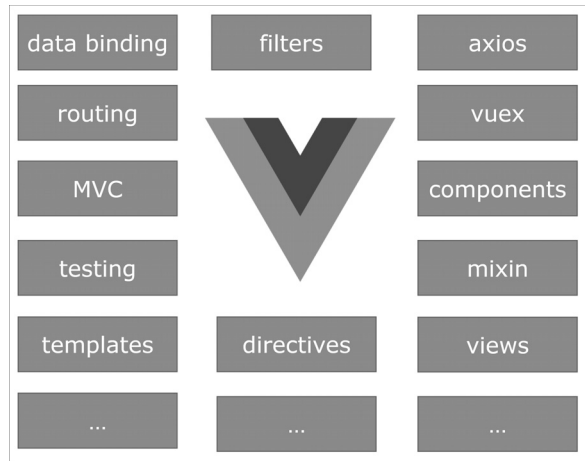 data binding
filters
axios
routing
vuex
MVC
components
testing
mixin
templates
directives
views
...
...
...